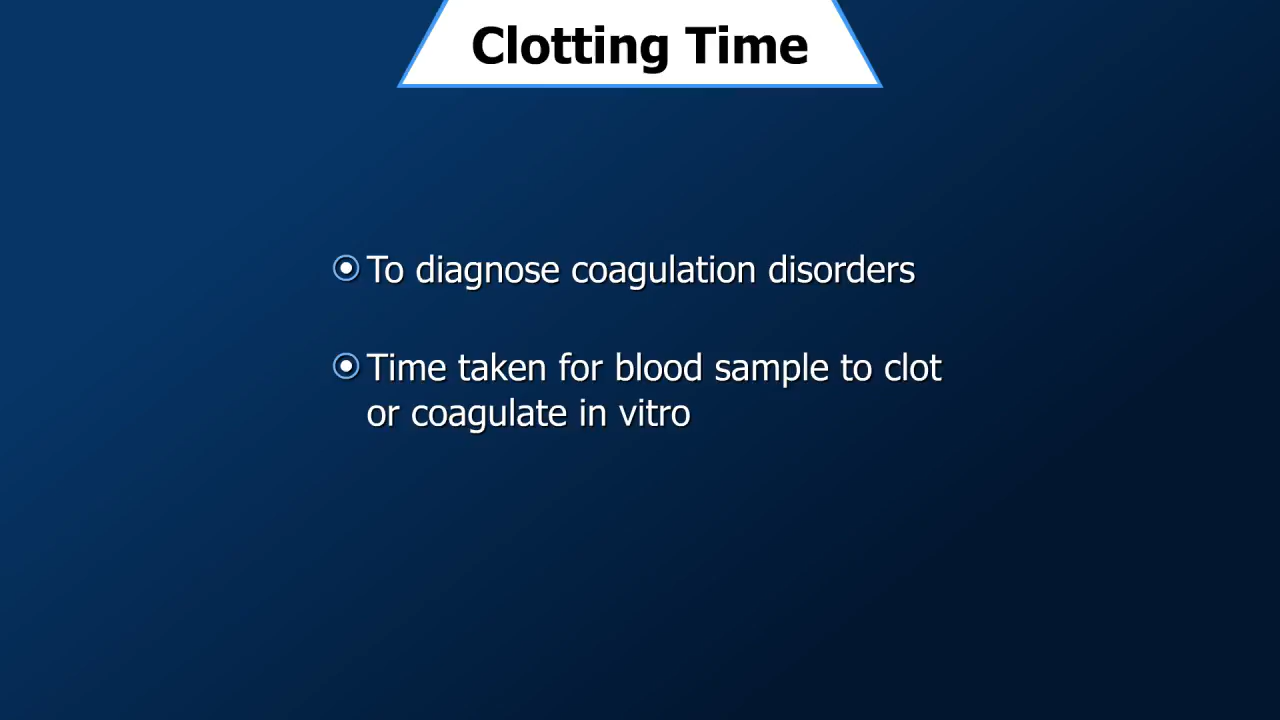 Clotting Time
To diagnose coagulation disorders
Time taken for blood sample to clot
or coagulate in vitro